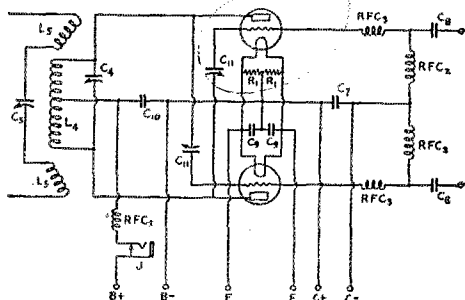 L5
C4
C5
L4
L5
C11
C10
C11
R1 R1
C9 C9
RFC3
C8
RFC2
C7
RFC2
RFC3
C8
RFC1
J
B+ B- F F C+ C-